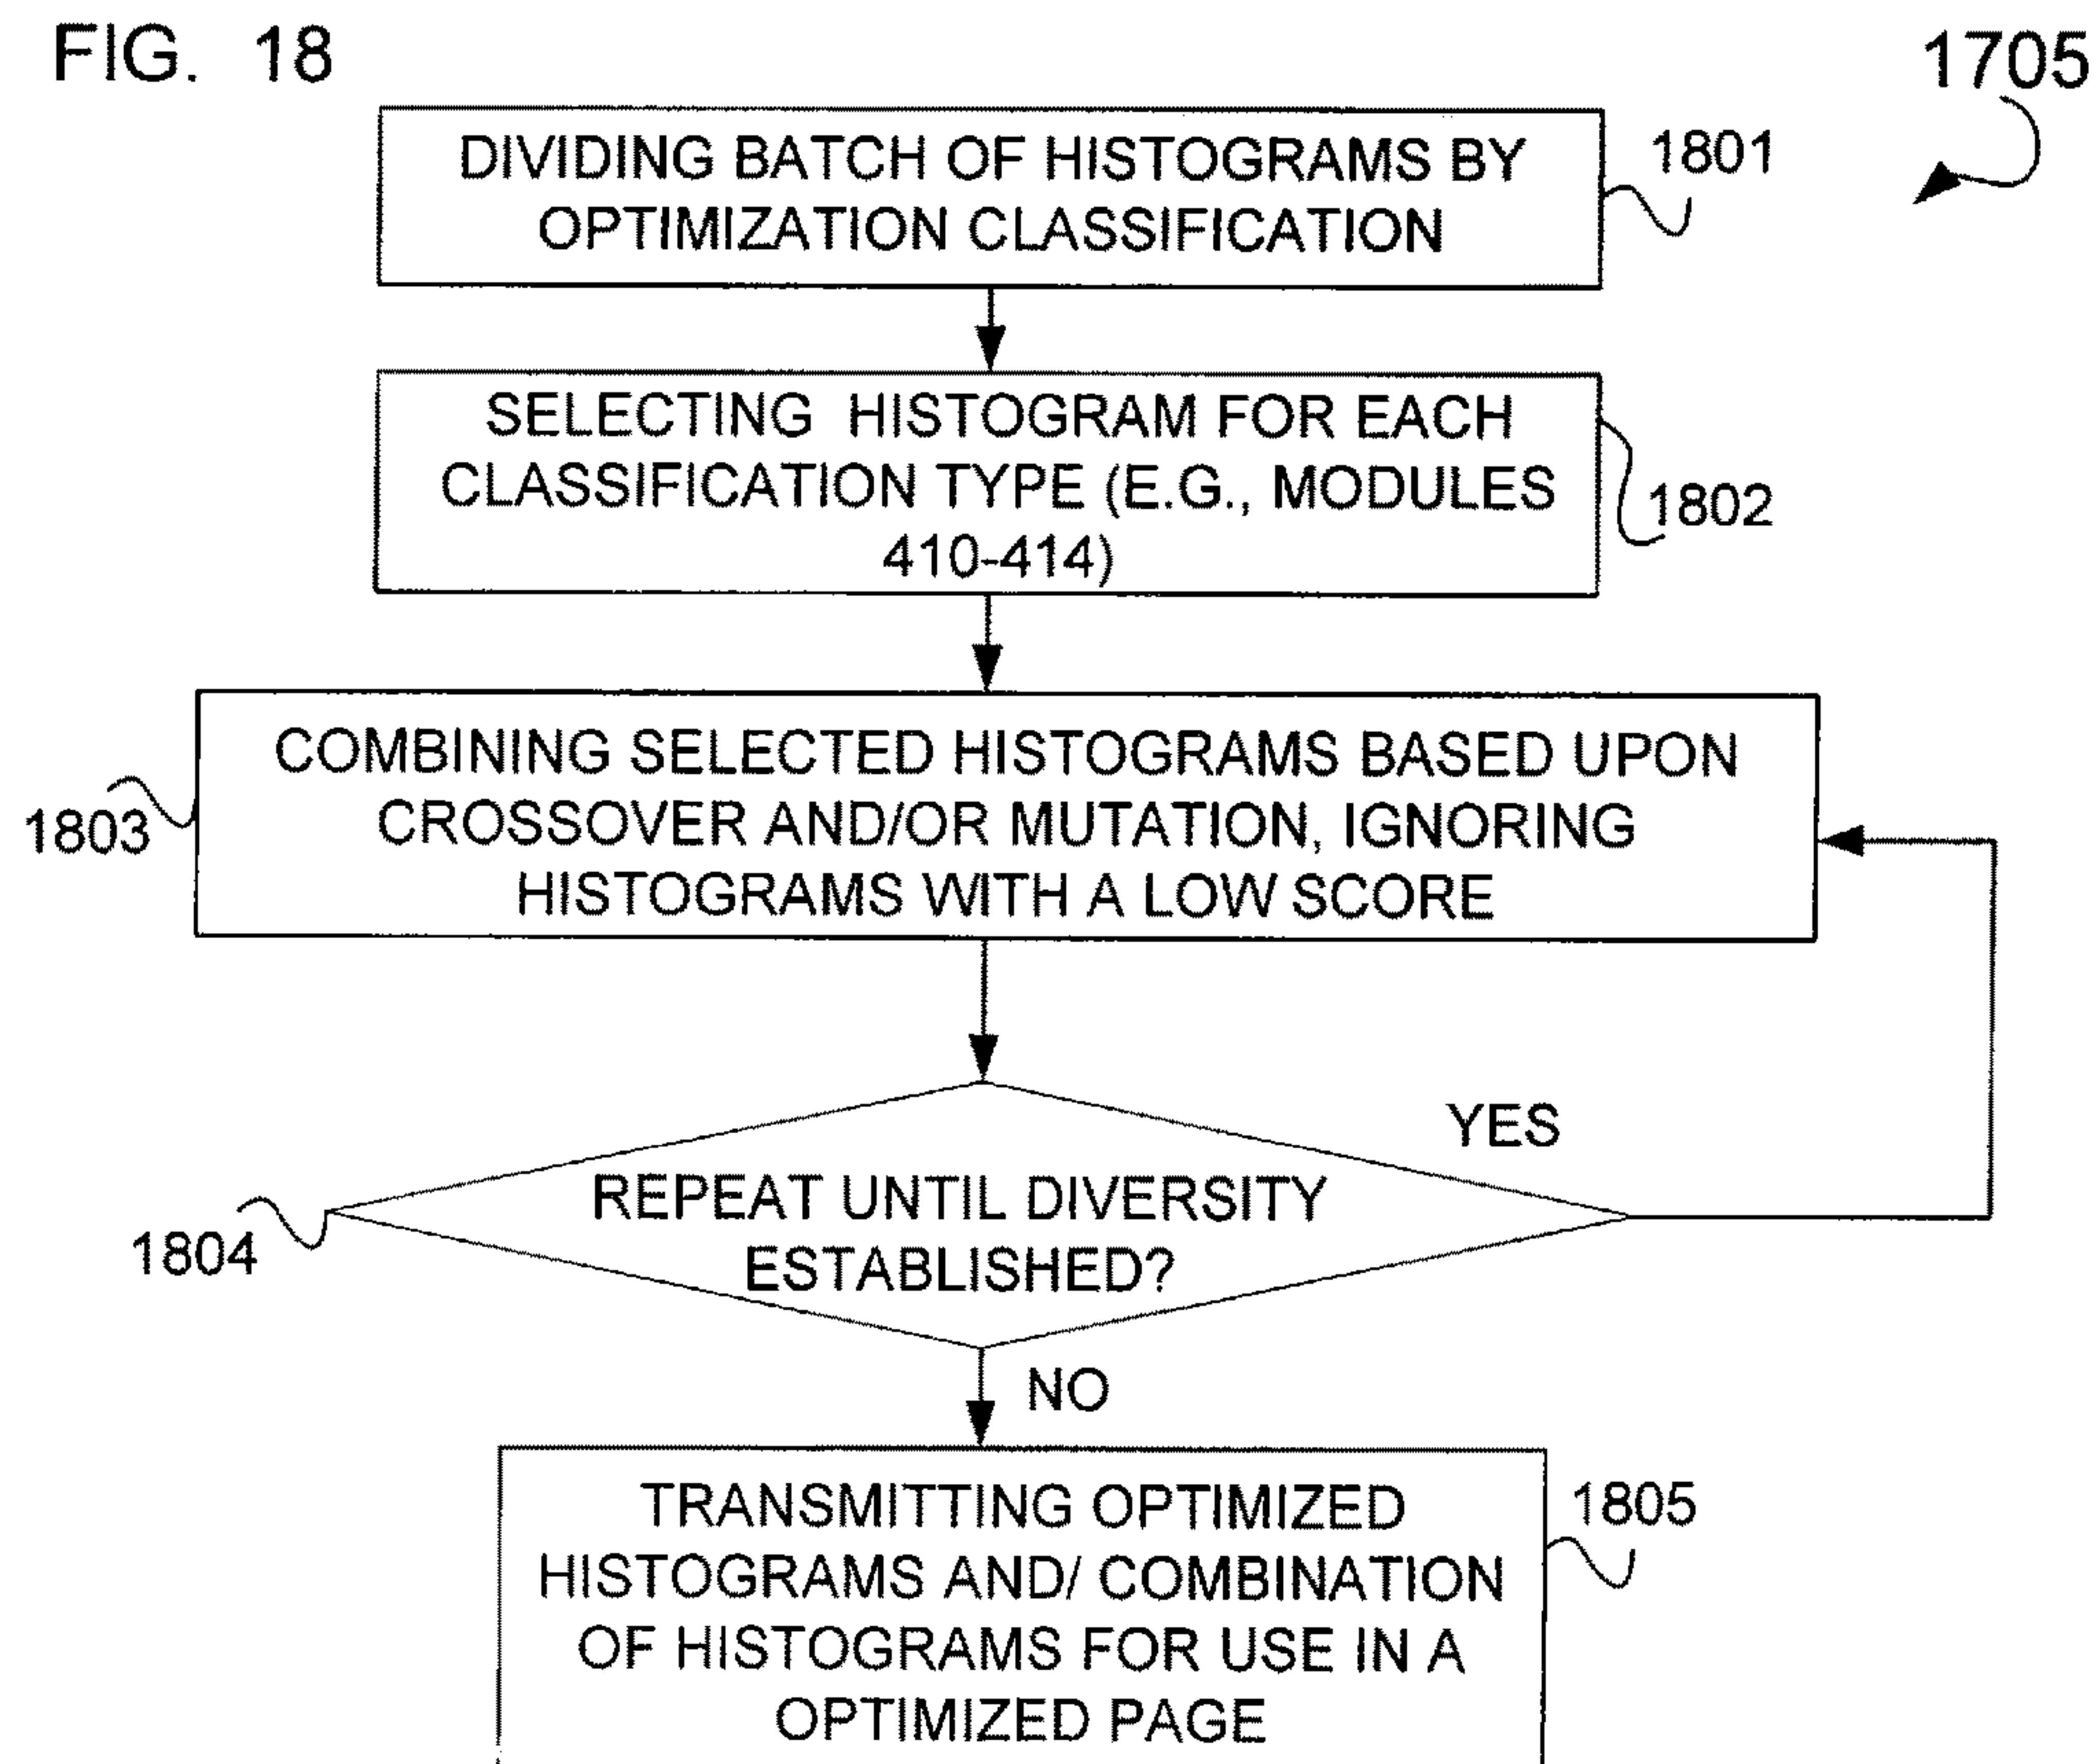 FIG. 18
1705
DIVIDING BATCH OF HISTOGRAMS BY
OPTIMIZATION CLASSIFICATION
1801
SELECTING HISTOGRAM FOR EACH
CLASSIFICATION TYPE (E.G., MODULES
410-414)
1802
COMBINING SELECTED HISTOGRAMS BASED UPON
CROSSOVER AND/OR MUTATION, IGNORING
HISTOGRAMS WITH A LOW SCORE
1803
YES
REPEAT UNTIL DIVERSITY
ESTABLISHED?
1804
NO
TRANSMITTING OPTIMIZED
HISTOGRAMS AND/ COMBINATION
OF HISTOGRAMS FOR USE IN A
OPTIMIZED PAGE
1805